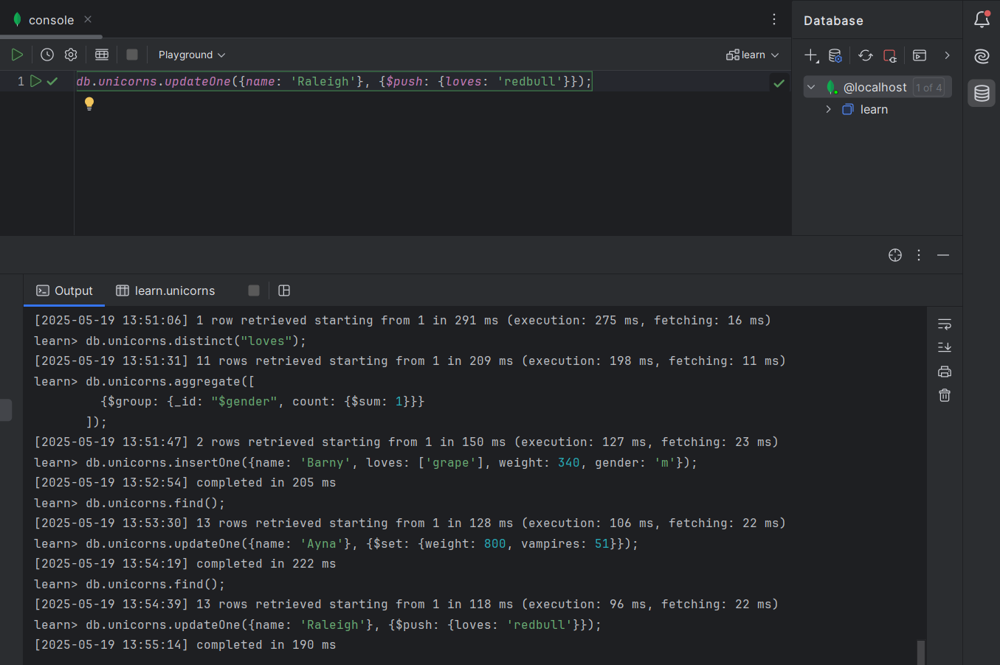 console
Database
Playground
learn
1 db.unicorns.updateOne({name: 'Raleigh'}, {$push: {loves: 'redbull'}});
@localhost 1 of 4
learn
Output learn.unicorns
[2025-05-19 13:51:06] 1 row retrieved starting from 1 in 291 ms (execution: 275 ms, fetching: 16 ms)
learn> db.unicorns.distinct("loves");
[2025-05-19 13:51:31] 11 rows retrieved starting from 1 in 209 ms (execution: 198 ms, fetching: 11 ms)
learn> db.unicorns.aggregate([
{$group: {_id: "$gender", count: {$sum: 1}}}
]);
[2025-05-19 13:51:47] 2 rows retrieved starting from 1 in 150 ms (execution: 127 ms, fetching: 23 ms)
learn> db.unicorns.insertOne({name: 'Barny', loves: ['grape'], weight: 340, gender: 'm'});
[2025-05-19 13:52:54] completed in 205 ms
learn> db.unicorns.find();
[2025-05-19 13:53:30] 13 rows retrieved starting from 1 in 128 ms (execution: 106 ms, fetching: 22 ms)
learn> db.unicorns.updateOne({name: 'Ayna'}, {$set: {weight: 800, vampires: 51}});
[2025-05-19 13:54:19] completed in 222 ms
learn> db.unicorns.find();
[2025-05-19 13:54:39] 13 rows retrieved starting from 1 in 118 ms (execution: 96 ms, fetching: 22 ms)
learn> db.unicorns.updateOne({name: 'Raleigh'}, {$push: {loves: 'redbull'}});
[2025-05-19 13:55:14] completed in 190 ms